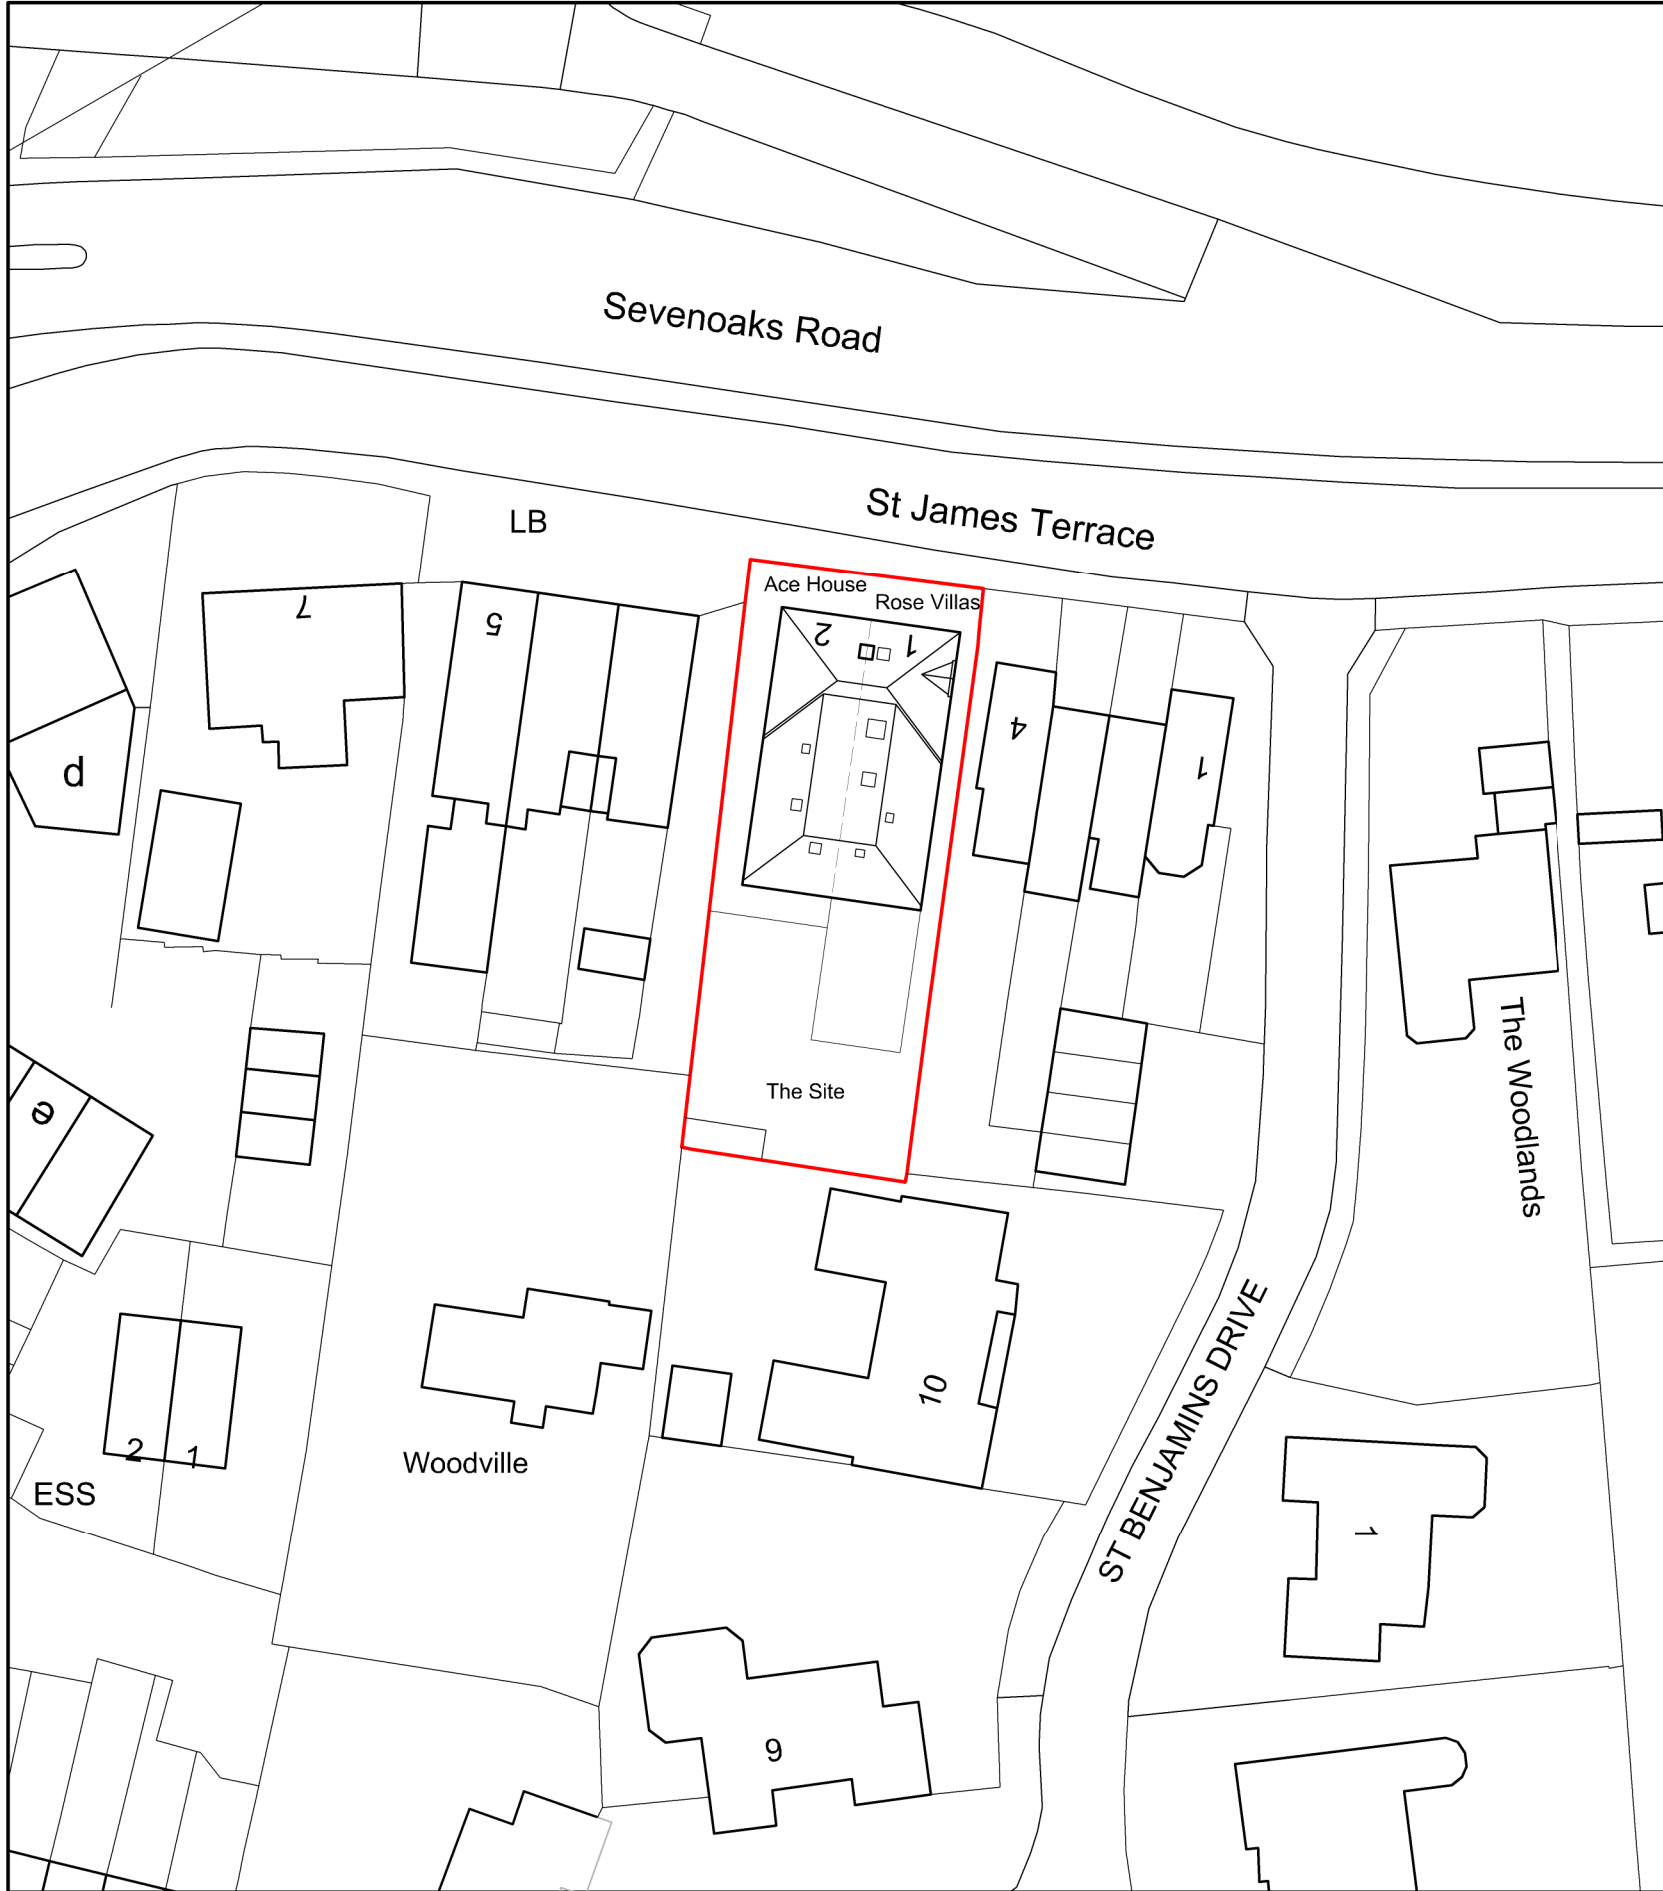 Sevenoaks Road
St James Terrace
LB
Ace House
Rose Villas
7
5
2
1
4
1
p
The Site
The Woodlands
e
10
ST BENJAMINS DRIVE
2
1
Woodville
ESS
1
9